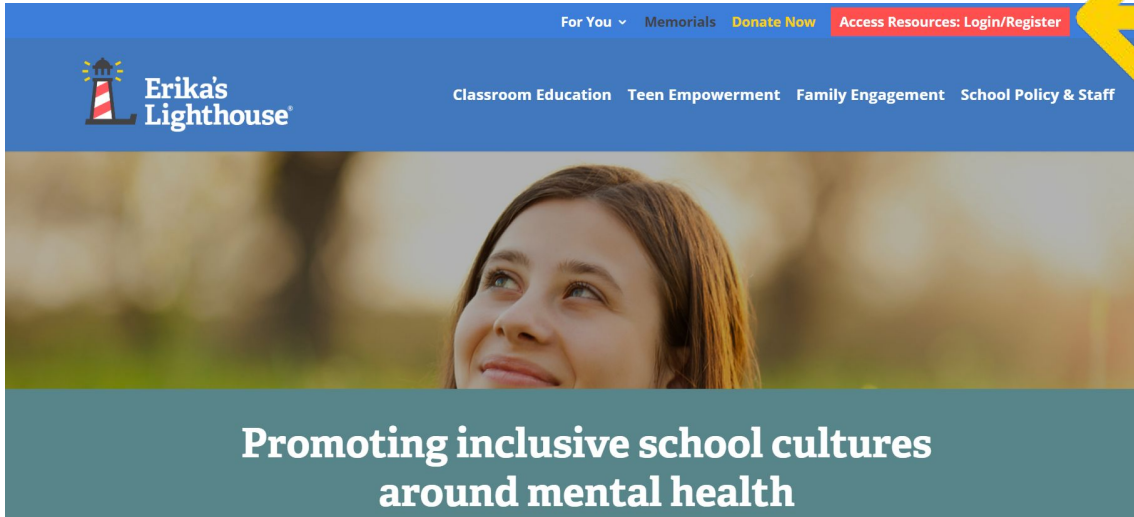 For You Memorials Donate Now Access Resources: Login/Register
Erika's
Lighthouse®
Classroom Education Teen Empowerment Family Engagement School Policy & Staff
Promoting inclusive school cultures
around mental health